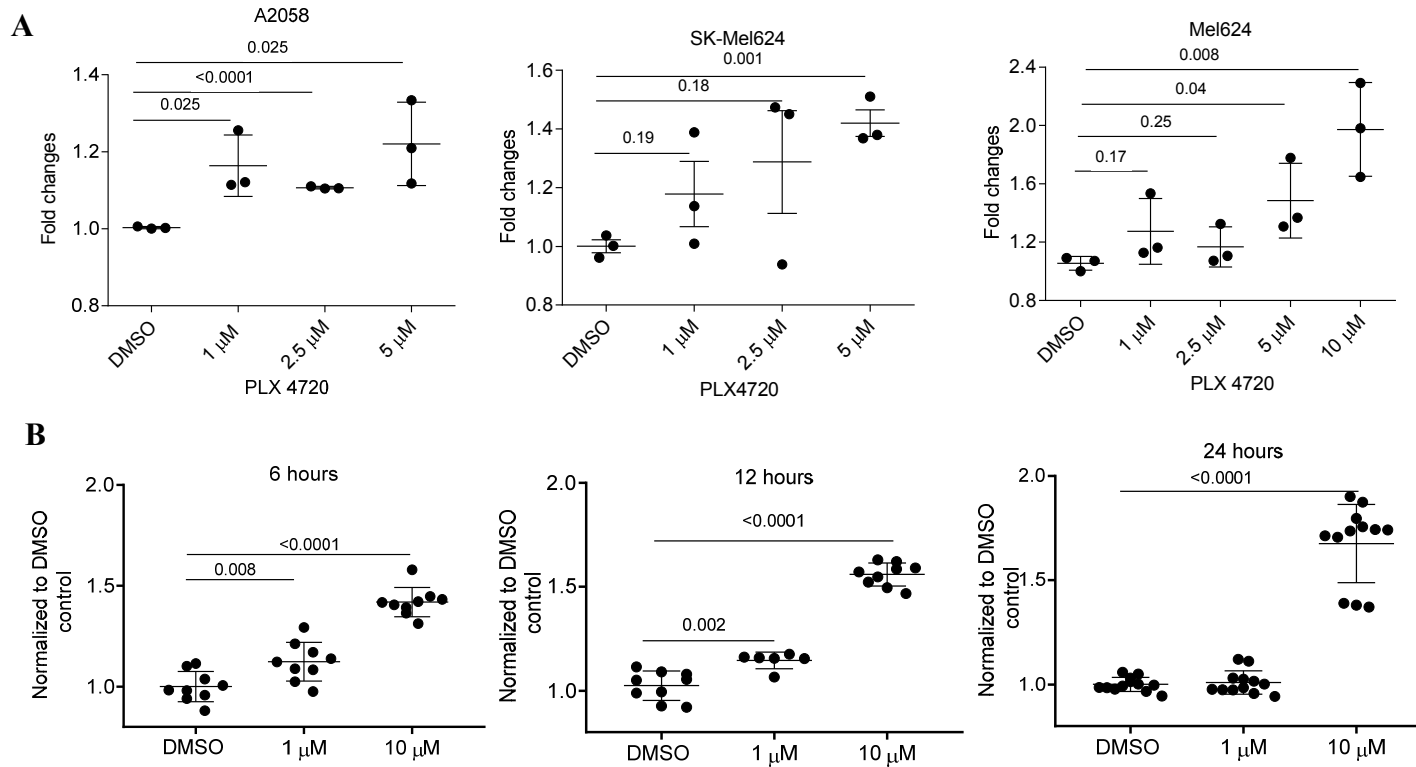 A
A2058
0.025
<0.0001
0.025
1.4
1.2
1.0
0.8
Fold changes
DMSO
1 μM
2.5 μM
5 μM
PLX 4720
SK-Mel624
0.001
0.18
0.19
1.6
1.4
1.2
1.0
0.8
Fold changes
DMSO
1 μM
2.5 μM
5 μM
PLX4720
Mel624
0.008
0.04
0.25
0.17
2.4
2.0
1.6
1.2
0.8
Fold changes
DMSO
1 μM
2.5 μM
5 μM
10 μM
PLX 4720
B
6 hours
2.0
1.5
1.0
<0.0001
0.008
Normalized to DMSO
control
DMSO
1 μM
10 μM
12 hours
2.0
1.5
1.0
<0.0001
0.002
Normalized to DMSO
control
DMSO
1 μM
10 μM
24 hours
2.0
1.5
1.0
<0.0001
Normalized to DMSO
control
DMSO
1 μM
10 μM